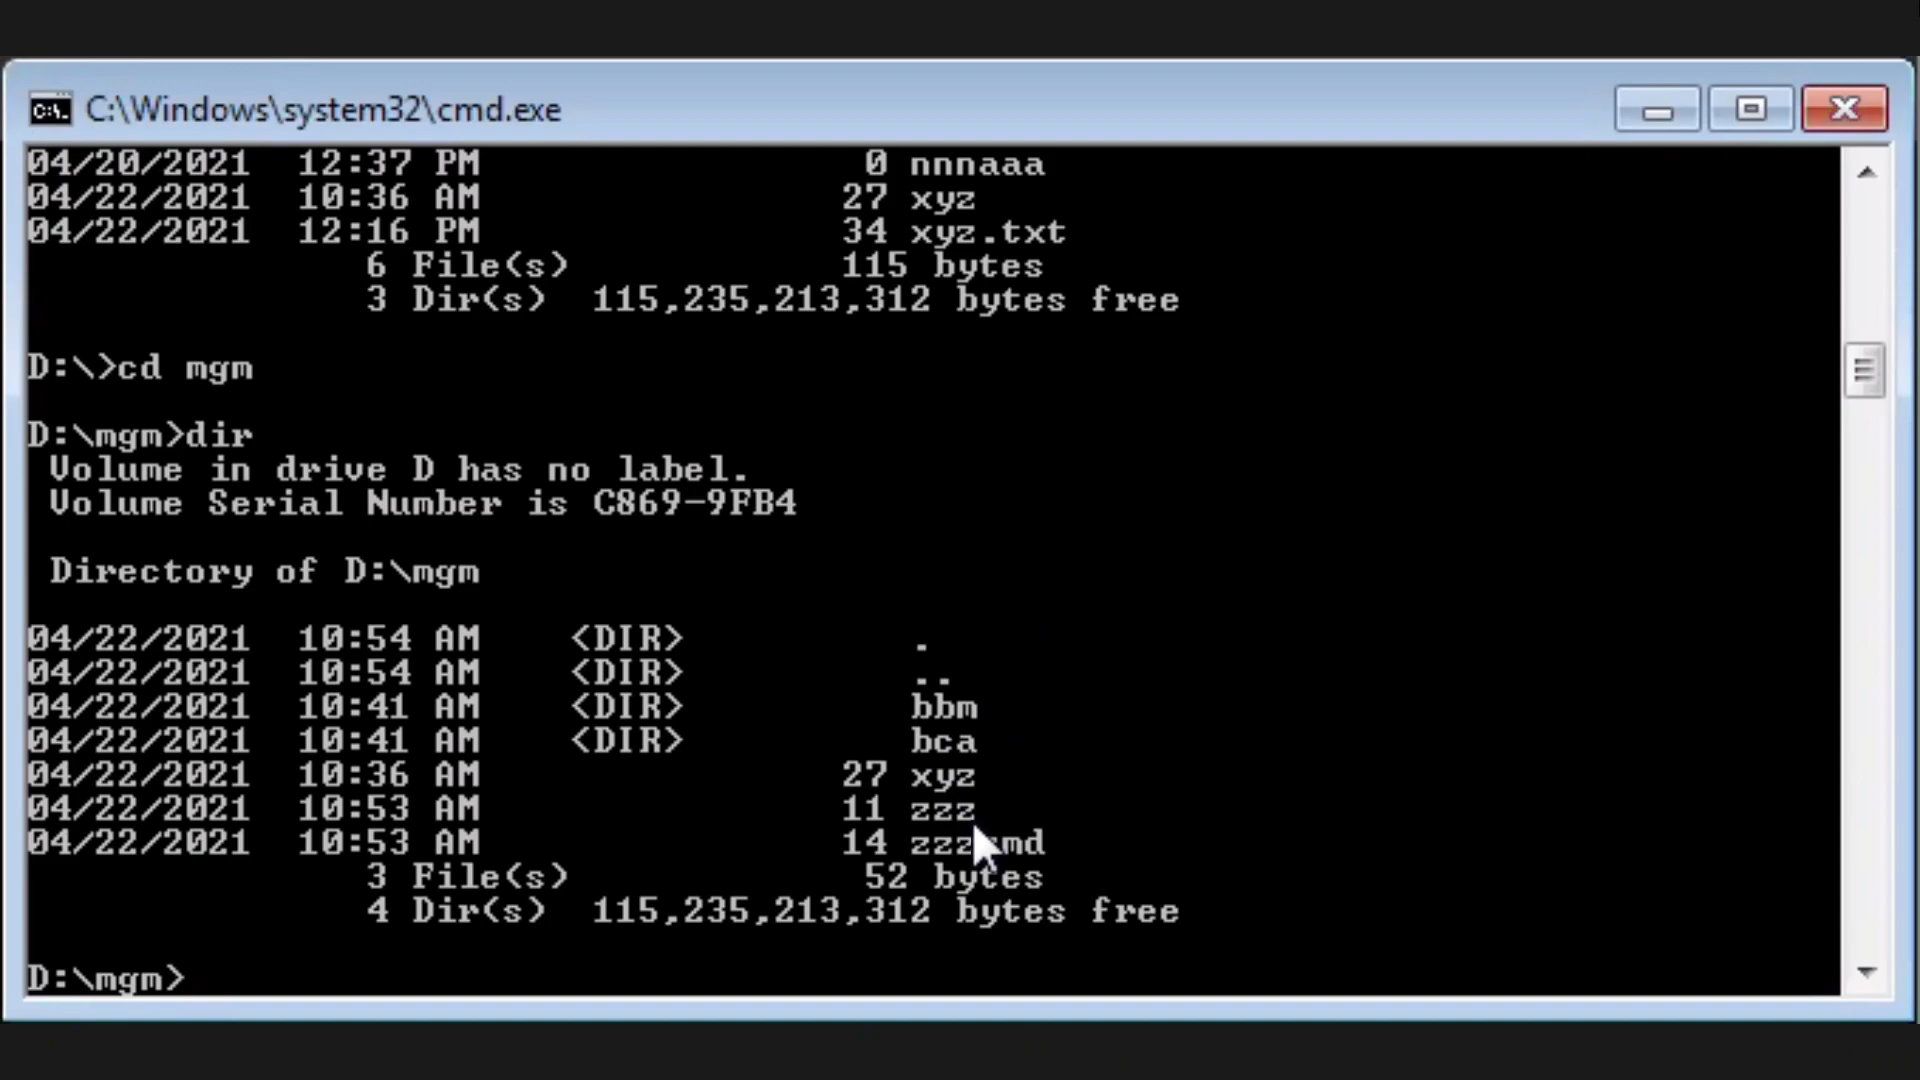 C:\Windows\system32\cmd.exe
04/20/2021  12:37 PM                 0 nnnaaa
04/22/2021  10:36 AM                27 xyz
04/22/2021  12:16 PM                34 xyz.txt
               6 File(s)            115 bytes
               3 Dir(s)  115,235,213,312 bytes free
D:\>cd mgm
D:\mgm>dir
 Volume in drive D has no label.
 Volume Serial Number is C869-9FB4
 Directory of D:\mgm
04/22/2021  10:54 AM    <DIR>          .
04/22/2021  10:54 AM    <DIR>          ..
04/22/2021  10:41 AM    <DIR>          bbm
04/22/2021  10:41 AM    <DIR>          bca
04/22/2021  10:36 AM                27 xyz
04/22/2021  10:53 AM                11 zzz
04/22/2021  10:53 AM                14
               3 File(s)             52 bytes
               4 Dir(s)  115,235,213,312 bytes free
D:\mgm>